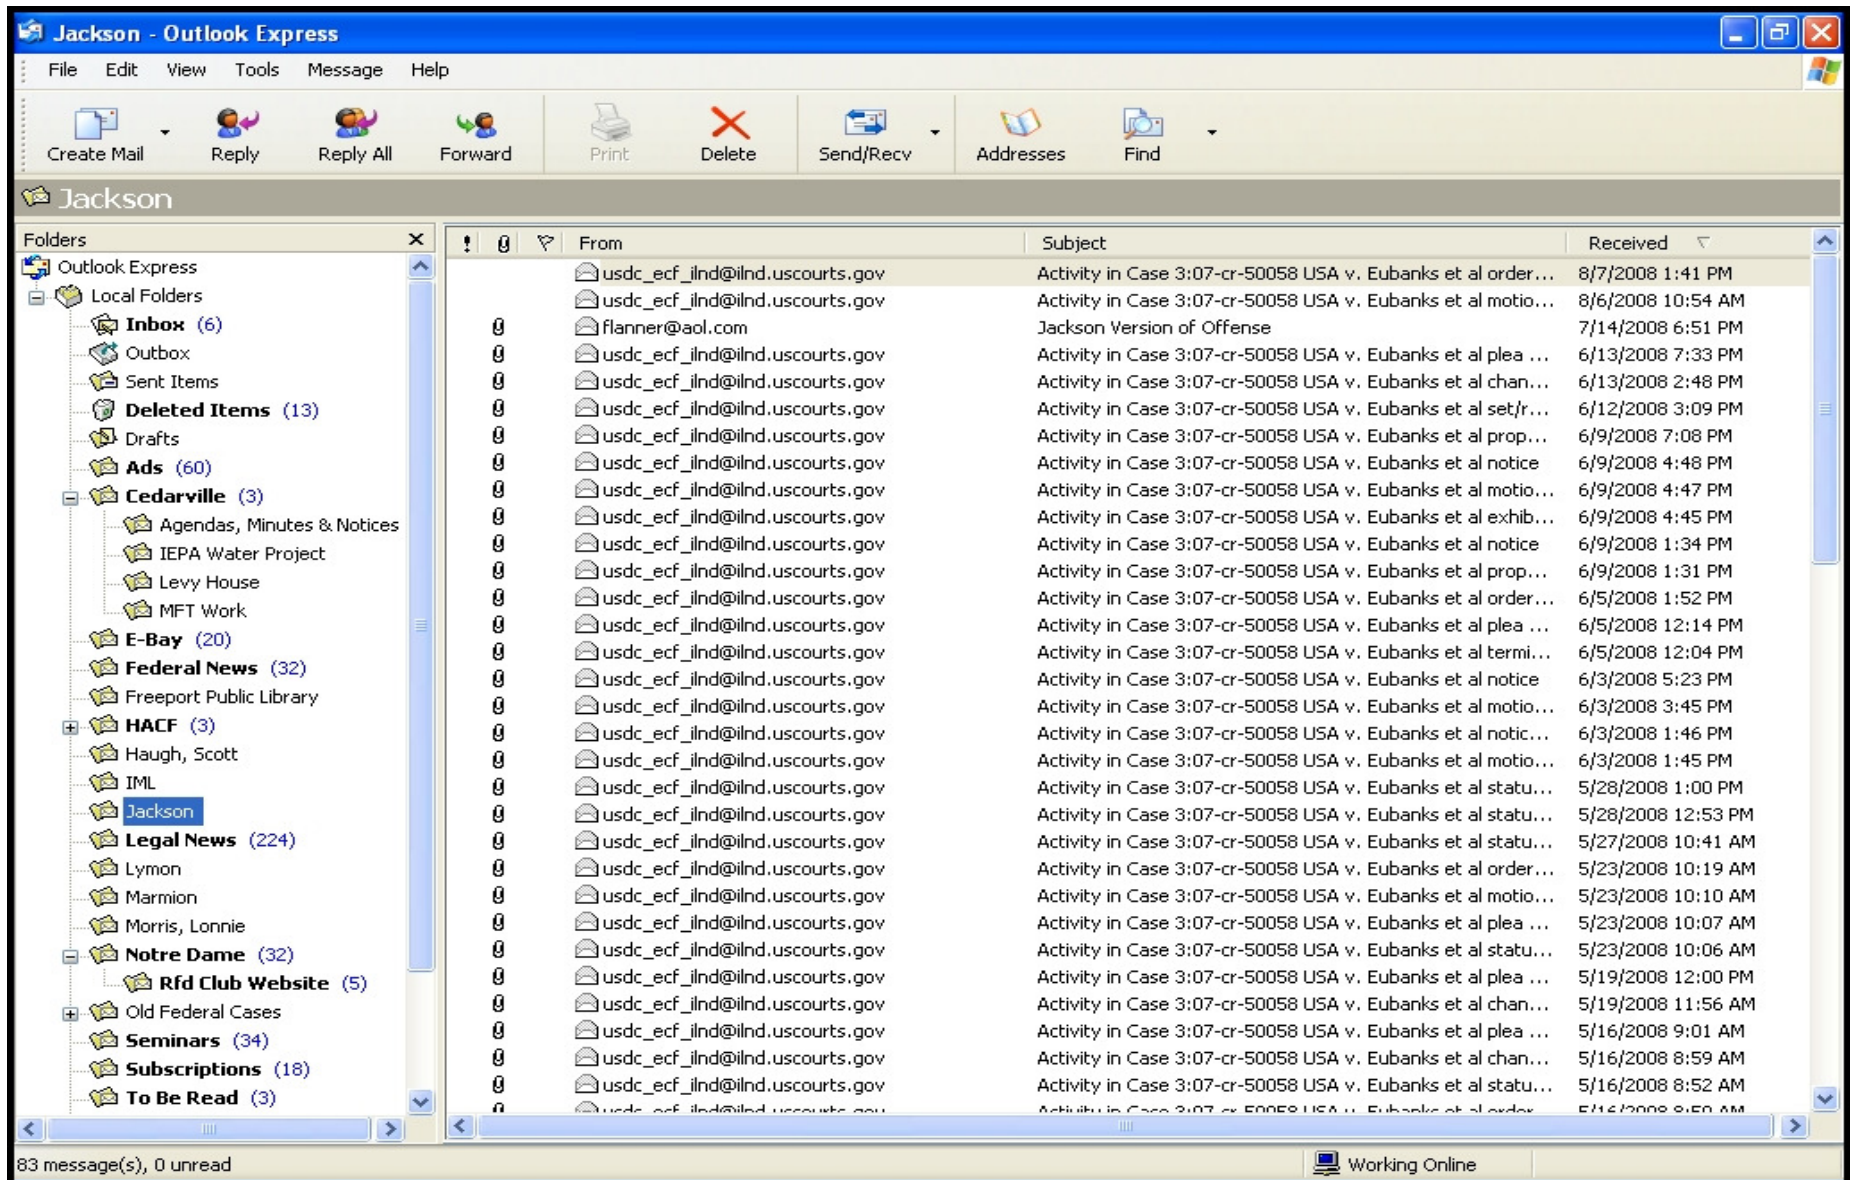 Jackson - Outlook Express
File Edit View Tools Message Help
Create Mail Reply Reply All Forward Print Delete Send/Recv Addresses Find
Jackson
Folders
Outlook Express
Local Folders
Inbox (6)
Outbox
Sent Items
Deleted Items (13)
Drafts
Ads (60)
Cedarville (3)
Agendas, Minutes & Notices
IEPA Water Project
Levy House
MFT Work
E-Bay (20)
Federal News (32)
Freeport Public Library
HACF (3)
Haugh, Scott
IML
Jackson
Legal News (224)
Lymon
Marmion
Morris, Lonnie
Notre Dame (32)
Rfd Club Website (5)
Old Federal Cases
Seminars (34)
Subscriptions (18)
To Be Read (3)
! From Subject Received
usdc_ecf_ilnd@ilnd.uscourts.gov Activity in Case 3:07-cr-50058 USA v. Eubanks et al order... 8/7/2008 1:41 PM
usdc_ecf_ilnd@ilnd.uscourts.gov Activity in Case 3:07-cr-50058 USA v. Eubanks et al motio... 8/6/2008 10:54 AM
flanner@aol.com Jackson Version of Offense 7/14/2008 6:51 PM
usdc_ecf_ilnd@ilnd.uscourts.gov Activity in Case 3:07-cr-50058 USA v. Eubanks et al plea ... 6/13/2008 7:33 PM
usdc_ecf_ilnd@ilnd.uscourts.gov Activity in Case 3:07-cr-50058 USA v. Eubanks et al chan... 6/13/2008 2:48 PM
usdc_ecf_ilnd@ilnd.uscourts.gov Activity in Case 3:07-cr-50058 USA v. Eubanks et al set/r... 6/12/2008 3:09 PM
usdc_ecf_ilnd@ilnd.uscourts.gov Activity in Case 3:07-cr-50058 USA v. Eubanks et al prop... 6/9/2008 7:08 PM
usdc_ecf_ilnd@ilnd.uscourts.gov Activity in Case 3:07-cr-50058 USA v. Eubanks et al notice 6/9/2008 4:48 PM
usdc_ecf_ilnd@ilnd.uscourts.gov Activity in Case 3:07-cr-50058 USA v. Eubanks et al motio... 6/9/2008 4:47 PM
usdc_ecf_ilnd@ilnd.uscourts.gov Activity in Case 3:07-cr-50058 USA v. Eubanks et al exhib... 6/9/2008 4:45 PM
usdc_ecf_ilnd@ilnd.uscourts.gov Activity in Case 3:07-cr-50058 USA v. Eubanks et al notice 6/9/2008 1:34 PM
usdc_ecf_ilnd@ilnd.uscourts.gov Activity in Case 3:07-cr-50058 USA v. Eubanks et al prop... 6/9/2008 1:31 PM
usdc_ecf_ilnd@ilnd.uscourts.gov Activity in Case 3:07-cr-50058 USA v. Eubanks et al order... 6/5/2008 1:52 PM
usdc_ecf_ilnd@ilnd.uscourts.gov Activity in Case 3:07-cr-50058 USA v. Eubanks et al plea ... 6/5/2008 12:14 PM
usdc_ecf_ilnd@ilnd.uscourts.gov Activity in Case 3:07-cr-50058 USA v. Eubanks et al termi... 6/5/2008 12:04 PM
usdc_ecf_ilnd@ilnd.uscourts.gov Activity in Case 3:07-cr-50058 USA v. Eubanks et al notice 6/3/2008 5:23 PM
usdc_ecf_ilnd@ilnd.uscourts.gov Activity in Case 3:07-cr-50058 USA v. Eubanks et al motio... 6/3/2008 3:45 PM
usdc_ecf_ilnd@ilnd.uscourts.gov Activity in Case 3:07-cr-50058 USA v. Eubanks et al notic... 6/3/2008 1:46 PM
usdc_ecf_ilnd@ilnd.uscourts.gov Activity in Case 3:07-cr-50058 USA v. Eubanks et al motio... 6/3/2008 1:45 PM
usdc_ecf_ilnd@ilnd.uscourts.gov Activity in Case 3:07-cr-50058 USA v. Eubanks et al statu... 5/28/2008 1:00 PM
usdc_ecf_ilnd@ilnd.uscourts.gov Activity in Case 3:07-cr-50058 USA v. Eubanks et al statu... 5/28/2008 12:53 PM
usdc_ecf_ilnd@ilnd.uscourts.gov Activity in Case 3:07-cr-50058 USA v. Eubanks et al statu... 5/27/2008 10:41 AM
usdc_ecf_ilnd@ilnd.uscourts.gov Activity in Case 3:07-cr-50058 USA v. Eubanks et al order... 5/23/2008 10:19 AM
usdc_ecf_ilnd@ilnd.uscourts.gov Activity in Case 3:07-cr-50058 USA v. Eubanks et al motio... 5/23/2008 10:10 AM
usdc_ecf_ilnd@ilnd.uscourts.gov Activity in Case 3:07-cr-50058 USA v. Eubanks et al plea ... 5/23/2008 10:07 AM
usdc_ecf_ilnd@ilnd.uscourts.gov Activity in Case 3:07-cr-50058 USA v. Eubanks et al statu... 5/23/2008 10:06 AM
usdc_ecf_ilnd@ilnd.uscourts.gov Activity in Case 3:07-cr-50058 USA v. Eubanks et al plea ... 5/19/2008 12:00 PM
usdc_ecf_ilnd@ilnd.uscourts.gov Activity in Case 3:07-cr-50058 USA v. Eubanks et al chan... 5/19/2008 11:56 AM
usdc_ecf_ilnd@ilnd.uscourts.gov Activity in Case 3:07-cr-50058 USA v. Eubanks et al plea ... 5/16/2008 9:01 AM
usdc_ecf_ilnd@ilnd.uscourts.gov Activity in Case 3:07-cr-50058 USA v. Eubanks et al chan... 5/16/2008 8:59 AM
usdc_ecf_ilnd@ilnd.uscourts.gov Activity in Case 3:07-cr-50058 USA v. Eubanks et al statu... 5/16/2008 8:52 AM
83 message(s), 0 unread
Working Online